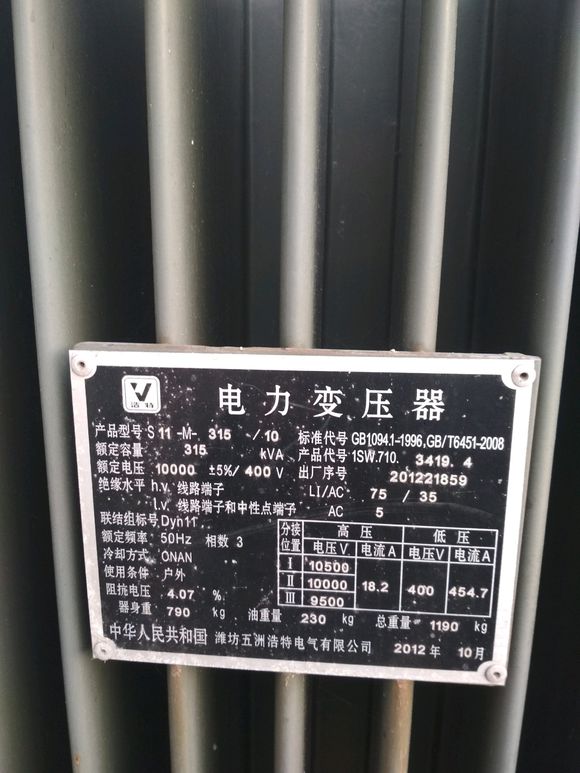 浩特
电力变压器
产品型号 S11-M-315/10 标准代号 GB1094.1-1996,GB/T6451-2008
额定容量 315 kVA 产品代号 1SW.710.3419.4
额定电压 10000 ±5%/400 V 出厂序号 201221859
绝缘水平 h.v. 线路端子 LI/AC 75 / 35
l.v. 线路端子和中性点端子 AC 5
联结组标号 Dyn11
额定频率 50Hz 相数 3
冷却方式 ONAN
使用条件 户外
阻抗电压 4.07 %
分接位置 高压 低压
电压V 电流A 电压V 电流A
I 10500
II 10000 18.2 400 454.7
III 9500
器身重 790 kg 油重量 230 kg 总重量 1190 kg
中华人民共和国 潍坊五洲浩特电气有限公司 2012年 10月